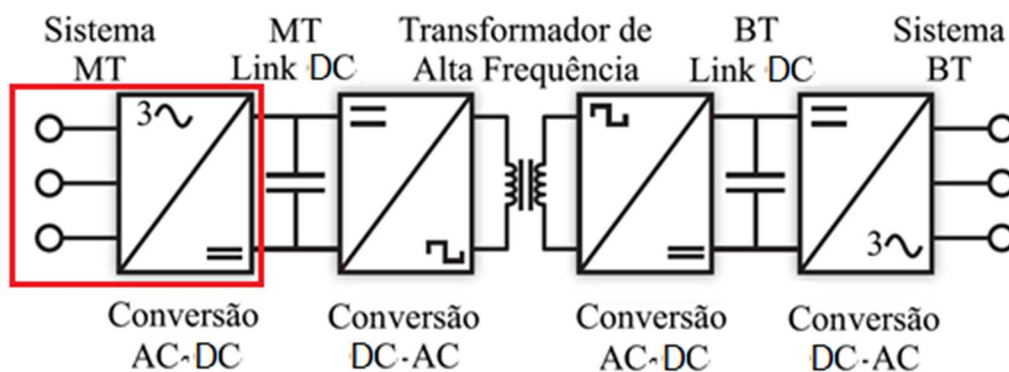 Sistema
MT
MT
Link DC
Transformador de
Alta Frequência
BT
Link DC
Sistema
BT
3
3
Conversão
AC-DC
Conversão
DC-AC
Conversão
AC-DC
Conversão
DC-AC